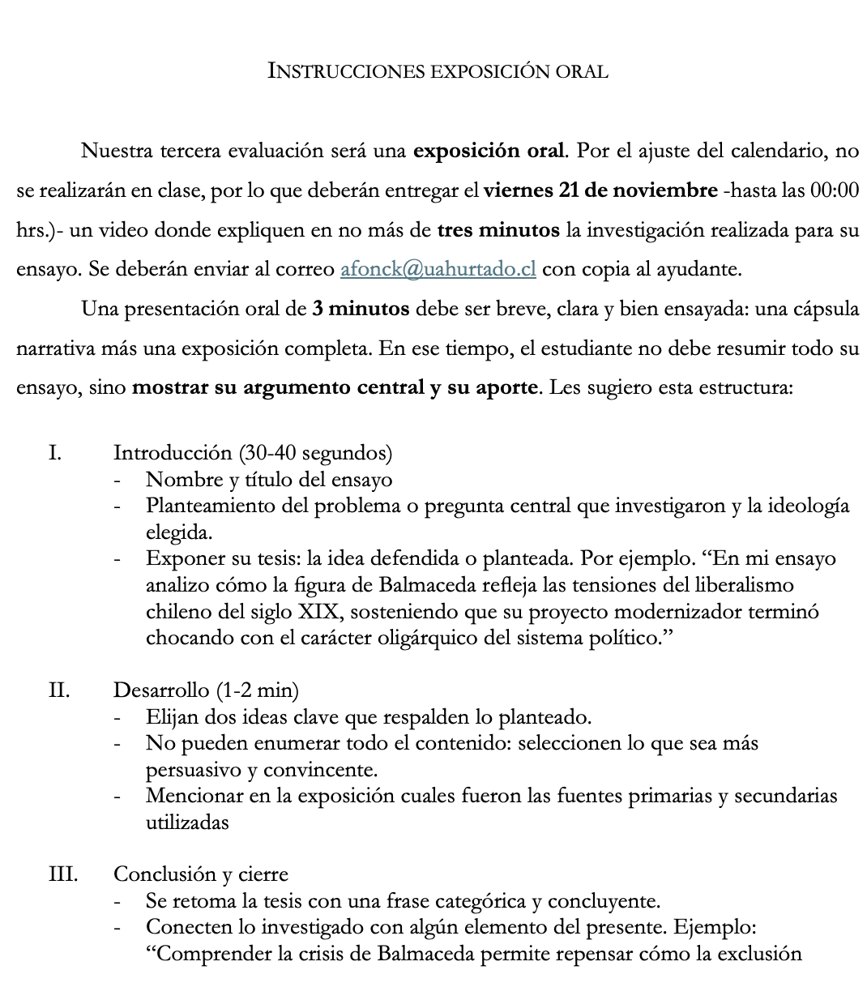 INSTRUCCIONES EXPOSICIÓN ORAL
Nuestra tercera evaluación será una exposición oral. Por el ajuste del calendario, no
se realizarán en clase, por lo que deberán entregar el viernes 21 de noviembre -hasta las 00:00
hrs.)- un video donde expliquen en no más de tres minutos la investigación realizada para su
ensayo. Se deberán enviar al correo afonck@uahurtado.cl con copia al ayudante.
Una presentación oral de 3 minutos debe ser breve, clara y bien ensayada: una cápsula
narrativa más una exposición completa. En ese tiempo, el estudiante no debe resumir todo su
ensayo, sino mostrar su argumento central y su aporte. Les sugiero esta estructura:
I. Introducción (30-40 segundos)
- Nombre y título del ensayo
- Planteamiento del problema o pregunta central que investigaron y la ideología
elegida.
- Exponer su tesis: la idea defendida o planteada. Por ejemplo. “En mi ensayo
analizo cómo la figura de Balmaceda refleja las tensiones del liberalismo
chileno del siglo XIX, sosteniendo que su proyecto modernizador terminó
chocando con el carácter oligárquico del sistema político.”
II. Desarrollo (1-2 min)
- Elijan dos ideas clave que respalden lo planteado.
- No pueden enumerar todo el contenido: seleccionen lo que sea más
persuasivo y convincente.
- Mencionar en la exposición cuales fueron las fuentes primarias y secundarias
utilizadas
III. Conclusión y cierre
- Se retoma la tesis con una frase categórica y concluyente.
- Conecten lo investigado con algún elemento del presente. Ejemplo:
“Comprender la crisis de Balmaceda permite repensar cómo la exclusión